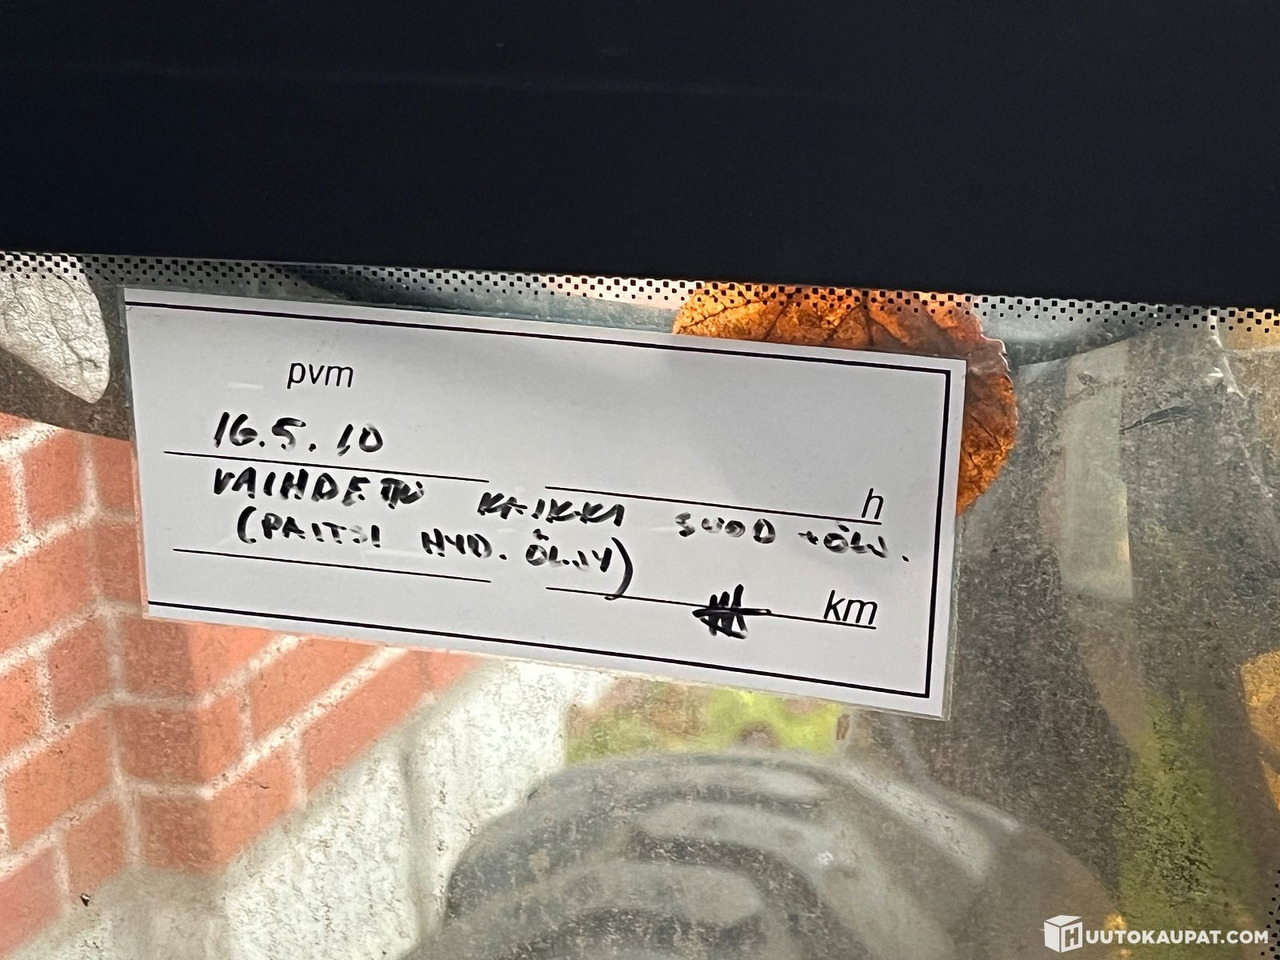 pvm
16.5.10
h
VAIHDETTU KAIKKI SUOD +ÖLJ.
(PAITSI HYD. ÖLJY)
km
HUUTOKAUPAT.COM